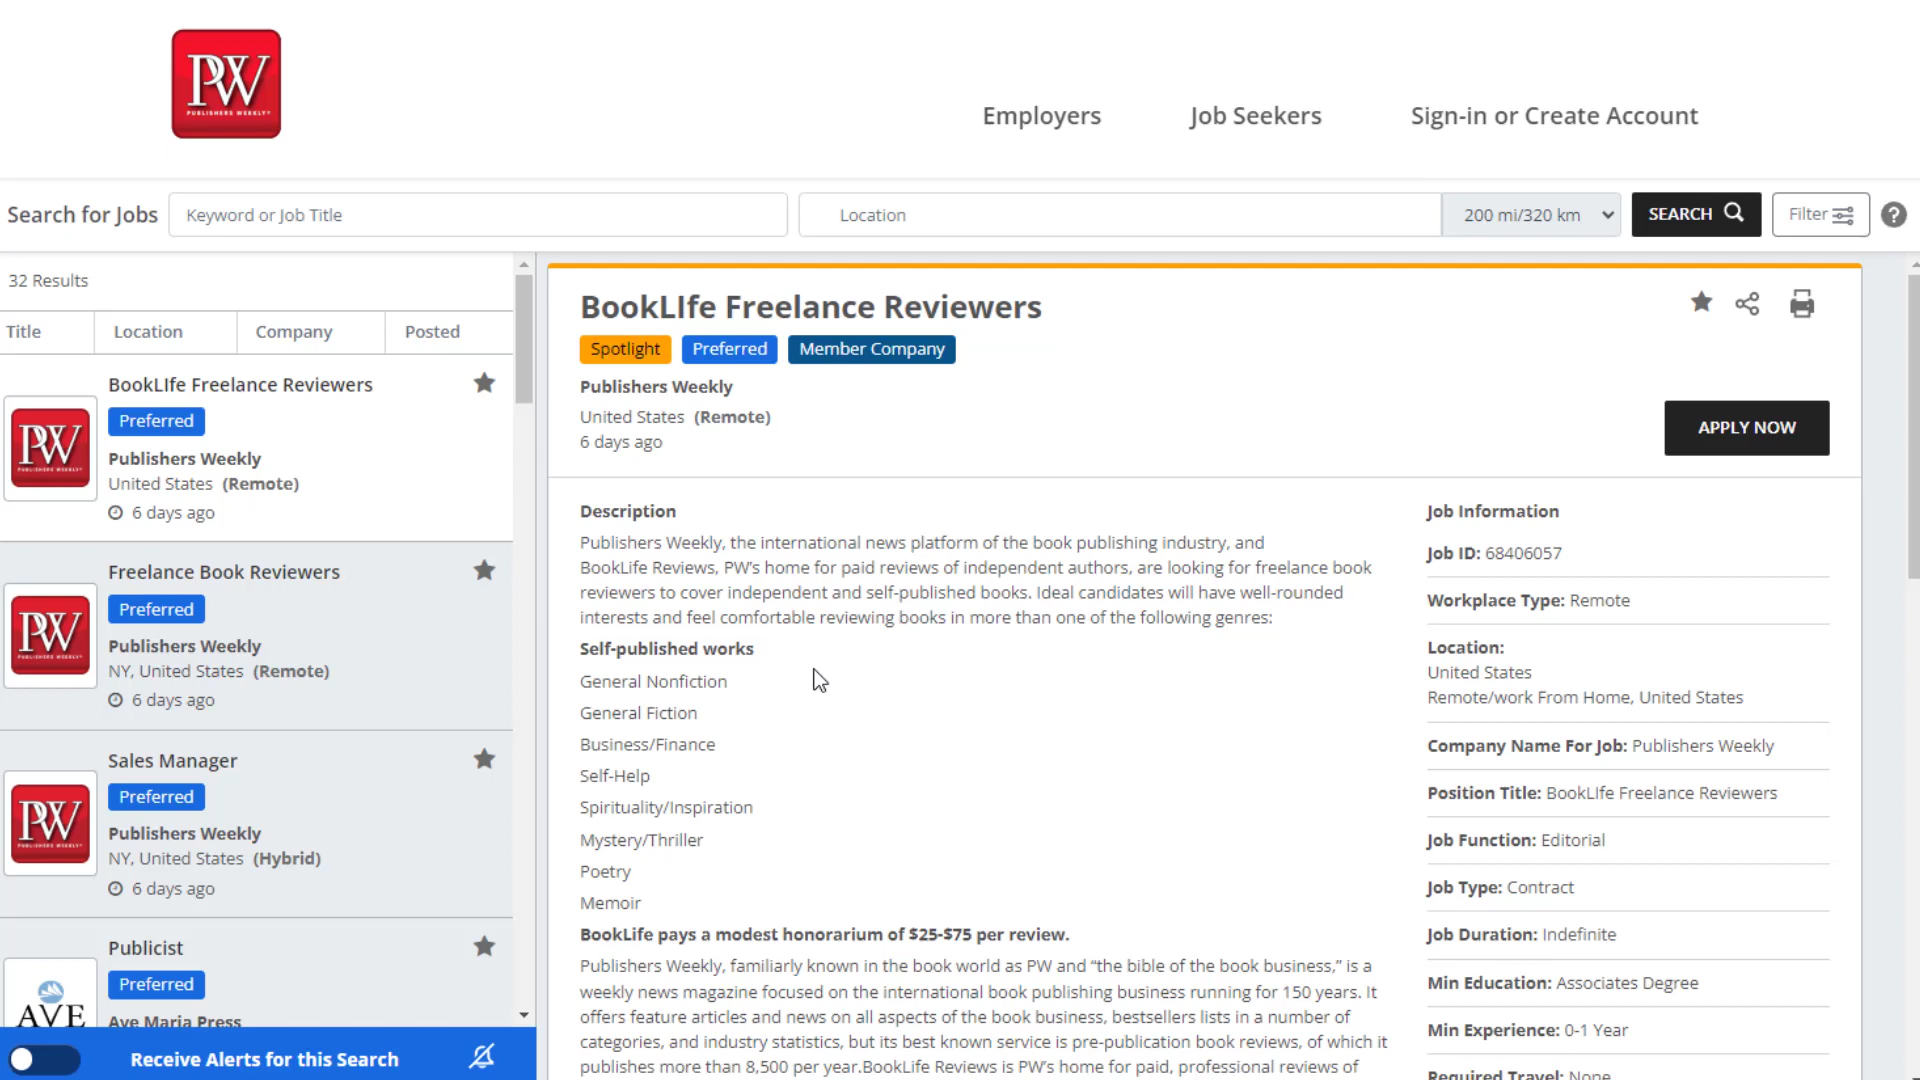 PW
PUBLISHERS WEEKLY
Employers
Job Seekers
Sign-in or Create Account
Search for Jobs
Keyword or Job Title
Location
200 mi/320 km
SEARCH
Filter
?
32 Results
Title
Location
Company
Posted
BookLIfe Freelance Reviewers
Preferred
PW
PUBLISHERS WEEKLY
Publishers Weekly
United States (Remote)
6 days ago
Freelance Book Reviewers
Preferred
PW
PUBLISHERS WEEKLY
Publishers Weekly
NY, United States (Remote)
6 days ago
Sales Manager
Preferred
PW
PUBLISHERS WEEKLY
Publishers Weekly
NY, United States (Hybrid)
6 days ago
Publicist
Preferred
AVE
Ave Maria Press
Receive Alerts for this Search
BookLIfe Freelance Reviewers
Spotlight
Preferred
Member Company
Publishers Weekly
United States (Remote)
6 days ago
APPLY NOW
Description
Publishers Weekly, the international news platform of the book publishing industry, and
BookLife Reviews, PW's home for paid reviews of independent authors, are looking for freelance book
reviewers to cover independent and self-published books. Ideal candidates will have well-rounded
interests and feel comfortable reviewing books in more than one of the following genres:
Self-published works
General Nonfiction
General Fiction
Business/Finance
Self-Help
Spirituality/Inspiration
Mystery/Thriller
Poetry
Memoir
BookLife pays a modest honorarium of $25-$75 per review.
Publishers Weekly, familiarly known in the book world as PW and “the bible of the book business,” is a
weekly news magazine focused on the international book publishing business running for 150 years. It
offers feature articles and news on all aspects of the book business, bestsellers lists in a number of
categories, and industry statistics, but its best known service is pre-publication book reviews, of which it
publishes more than 8,500 per year.BookLife Reviews is PW’s home for paid, professional reviews of
Job Information
Job ID: 68406057
Workplace Type: Remote
Location:
United States
Remote/work From Home, United States
Company Name For Job: Publishers Weekly
Position Title: BookLIfe Freelance Reviewers
Job Function: Editorial
Job Type: Contract
Job Duration: Indefinite
Min Education: Associates Degree
Min Experience: 0-1 Year
Required Travel: None